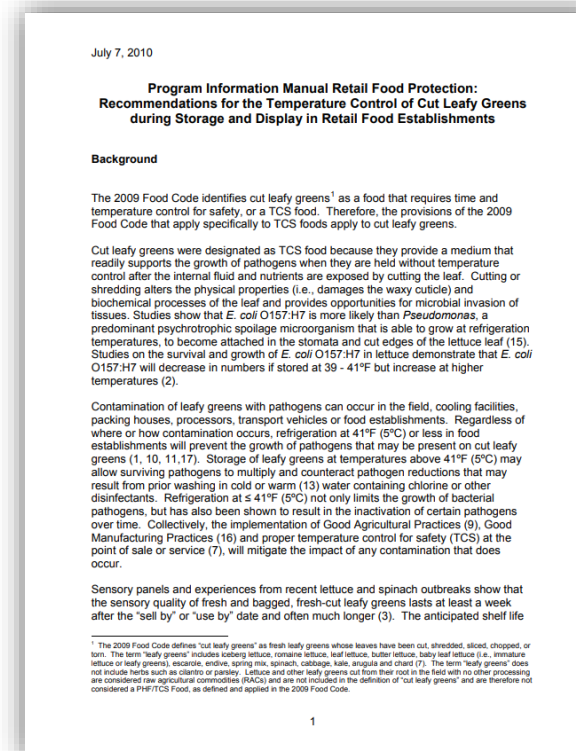 July 7, 2010
Program Information Manual Retail Food Protection:
Recommendations for the Temperature Control of Cut Leafy Greens
during Storage and Display in Retail Food Establishments
Background
The 2009 Food Code identifies cut leafy greens1 as a food that requires time and
temperature control for safety, or a TCS food. Therefore, the provisions of the 2009
Food Code that apply specifically to TCS foods apply to cut leafy greens.
Cut leafy greens were designated as TCS food because they provide a medium that
readily supports the growth of pathogens when they are held without temperature
control after the internal fluid and nutrients are exposed by cutting the leaf. Cutting or
shredding alters the physical properties (i.e., damages the waxy cuticle) and
biochemical processes of the leaf and provides opportunities for microbial invasion of
tissues. Studies show that E. coli O157:H7 is more likely than Pseudomonas, a
predominant psychrotrophic spoilage microorganism that is able to grow at refrigeration
temperatures, to become attached in the stomata and cut edges of the lettuce leaf (15).
Studies on the survival and growth of E. coli O157:H7 in lettuce demonstrate that E. coli
O157:H7 will decrease in numbers if stored at 39 - 41ºF but increase at higher
temperatures (2).
Contamination of leafy greens with pathogens can occur in the field, cooling facilities,
packing houses, processors, transport vehicles or food establishments. Regardless of
where or how contamination occurs, refrigeration at 41ºF (5ºC) or less in food
establishments will prevent the growth of pathogens that may be present on cut leafy
greens (1, 10, 11,17). Storage of leafy greens at temperatures above 41ºF (5ºC) may
allow surviving pathogens to multiply and counteract pathogen reductions that may
result from prior washing in cold or warm (13) water containing chlorine or other
disinfectants. Refrigeration at ≤ 41ºF (5ºC) not only limits the growth of bacterial
pathogens, but has also been shown to result in the inactivation of certain pathogens
over time. Collectively, the implementation of Good Agricultural Practices (9), Good
Manufacturing Practices (16) and proper temperature control for safety (TCS) at the
point of sale or service (7), will mitigate the impact of any contamination that does
occur.
Sensory panels and experiences from recent lettuce and spinach outbreaks show that
the sensory quality of fresh and bagged, fresh-cut leafy greens lasts at least a week
after the “sell by” or “use by” date and often much longer (3). The anticipated shelf life
1 The 2009 Food Code defines “cut leafy greens” as fresh leafy greens whose leaves have been cut, shredded, sliced, chopped, or
torn. The term “leafy greens” includes iceberg lettuce, romaine lettuce, leaf lettuce, butter lettuce, baby leaf lettuce (i.e., immature
lettuce or leafy greens), escarole, endive, spring mix, spinach, cabbage, kale, arugula and chard (7). The term “leafy greens” does
not include herbs such as cilantro or parsley. Lettuce and other leafy greens cut from their root in the field with no other processing
are considered raw agricultural commodities (RACs) and are not included in the definition of “cut leafy greens” and are therefore not
considered a PHF/TCS Food, as defined and applied in the 2009 Food Code.
1